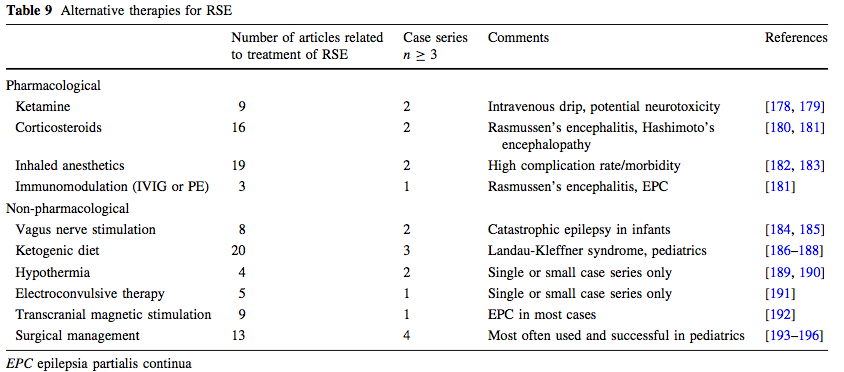 Table 9 Alternative therapies for RSE
Number of articles related to treatment of RSE
Case series n ≥ 3
Comments
References
Pharmacological
Ketamine 9 2 Intravenous drip, potential neurotoxicity [178, 179]
Corticosteroids 16 2 Rasmussen's encephalitis, Hashimoto's encephalopathy [180, 181]
Inhaled anesthetics 19 2 High complication rate/morbidity [182, 183]
Immunomodulation (IVIG or PE) 3 1 Rasmussen's encephalitis, EPC [181]
Non-pharmacological
Vagus nerve stimulation 8 2 Catastrophic epilepsy in infants [184, 185]
Ketogenic diet 20 3 Landau-Kleffner syndrome, pediatrics [186–188]
Hypothermia 4 2 Single or small case series only [189, 190]
Electroconvulsive therapy 5 1 Single or small case series only [191]
Transcranial magnetic stimulation 9 1 EPC in most cases [192]
Surgical management 13 4 Most often used and successful in pediatrics [193–196]
EPC epilepsia partialis continua